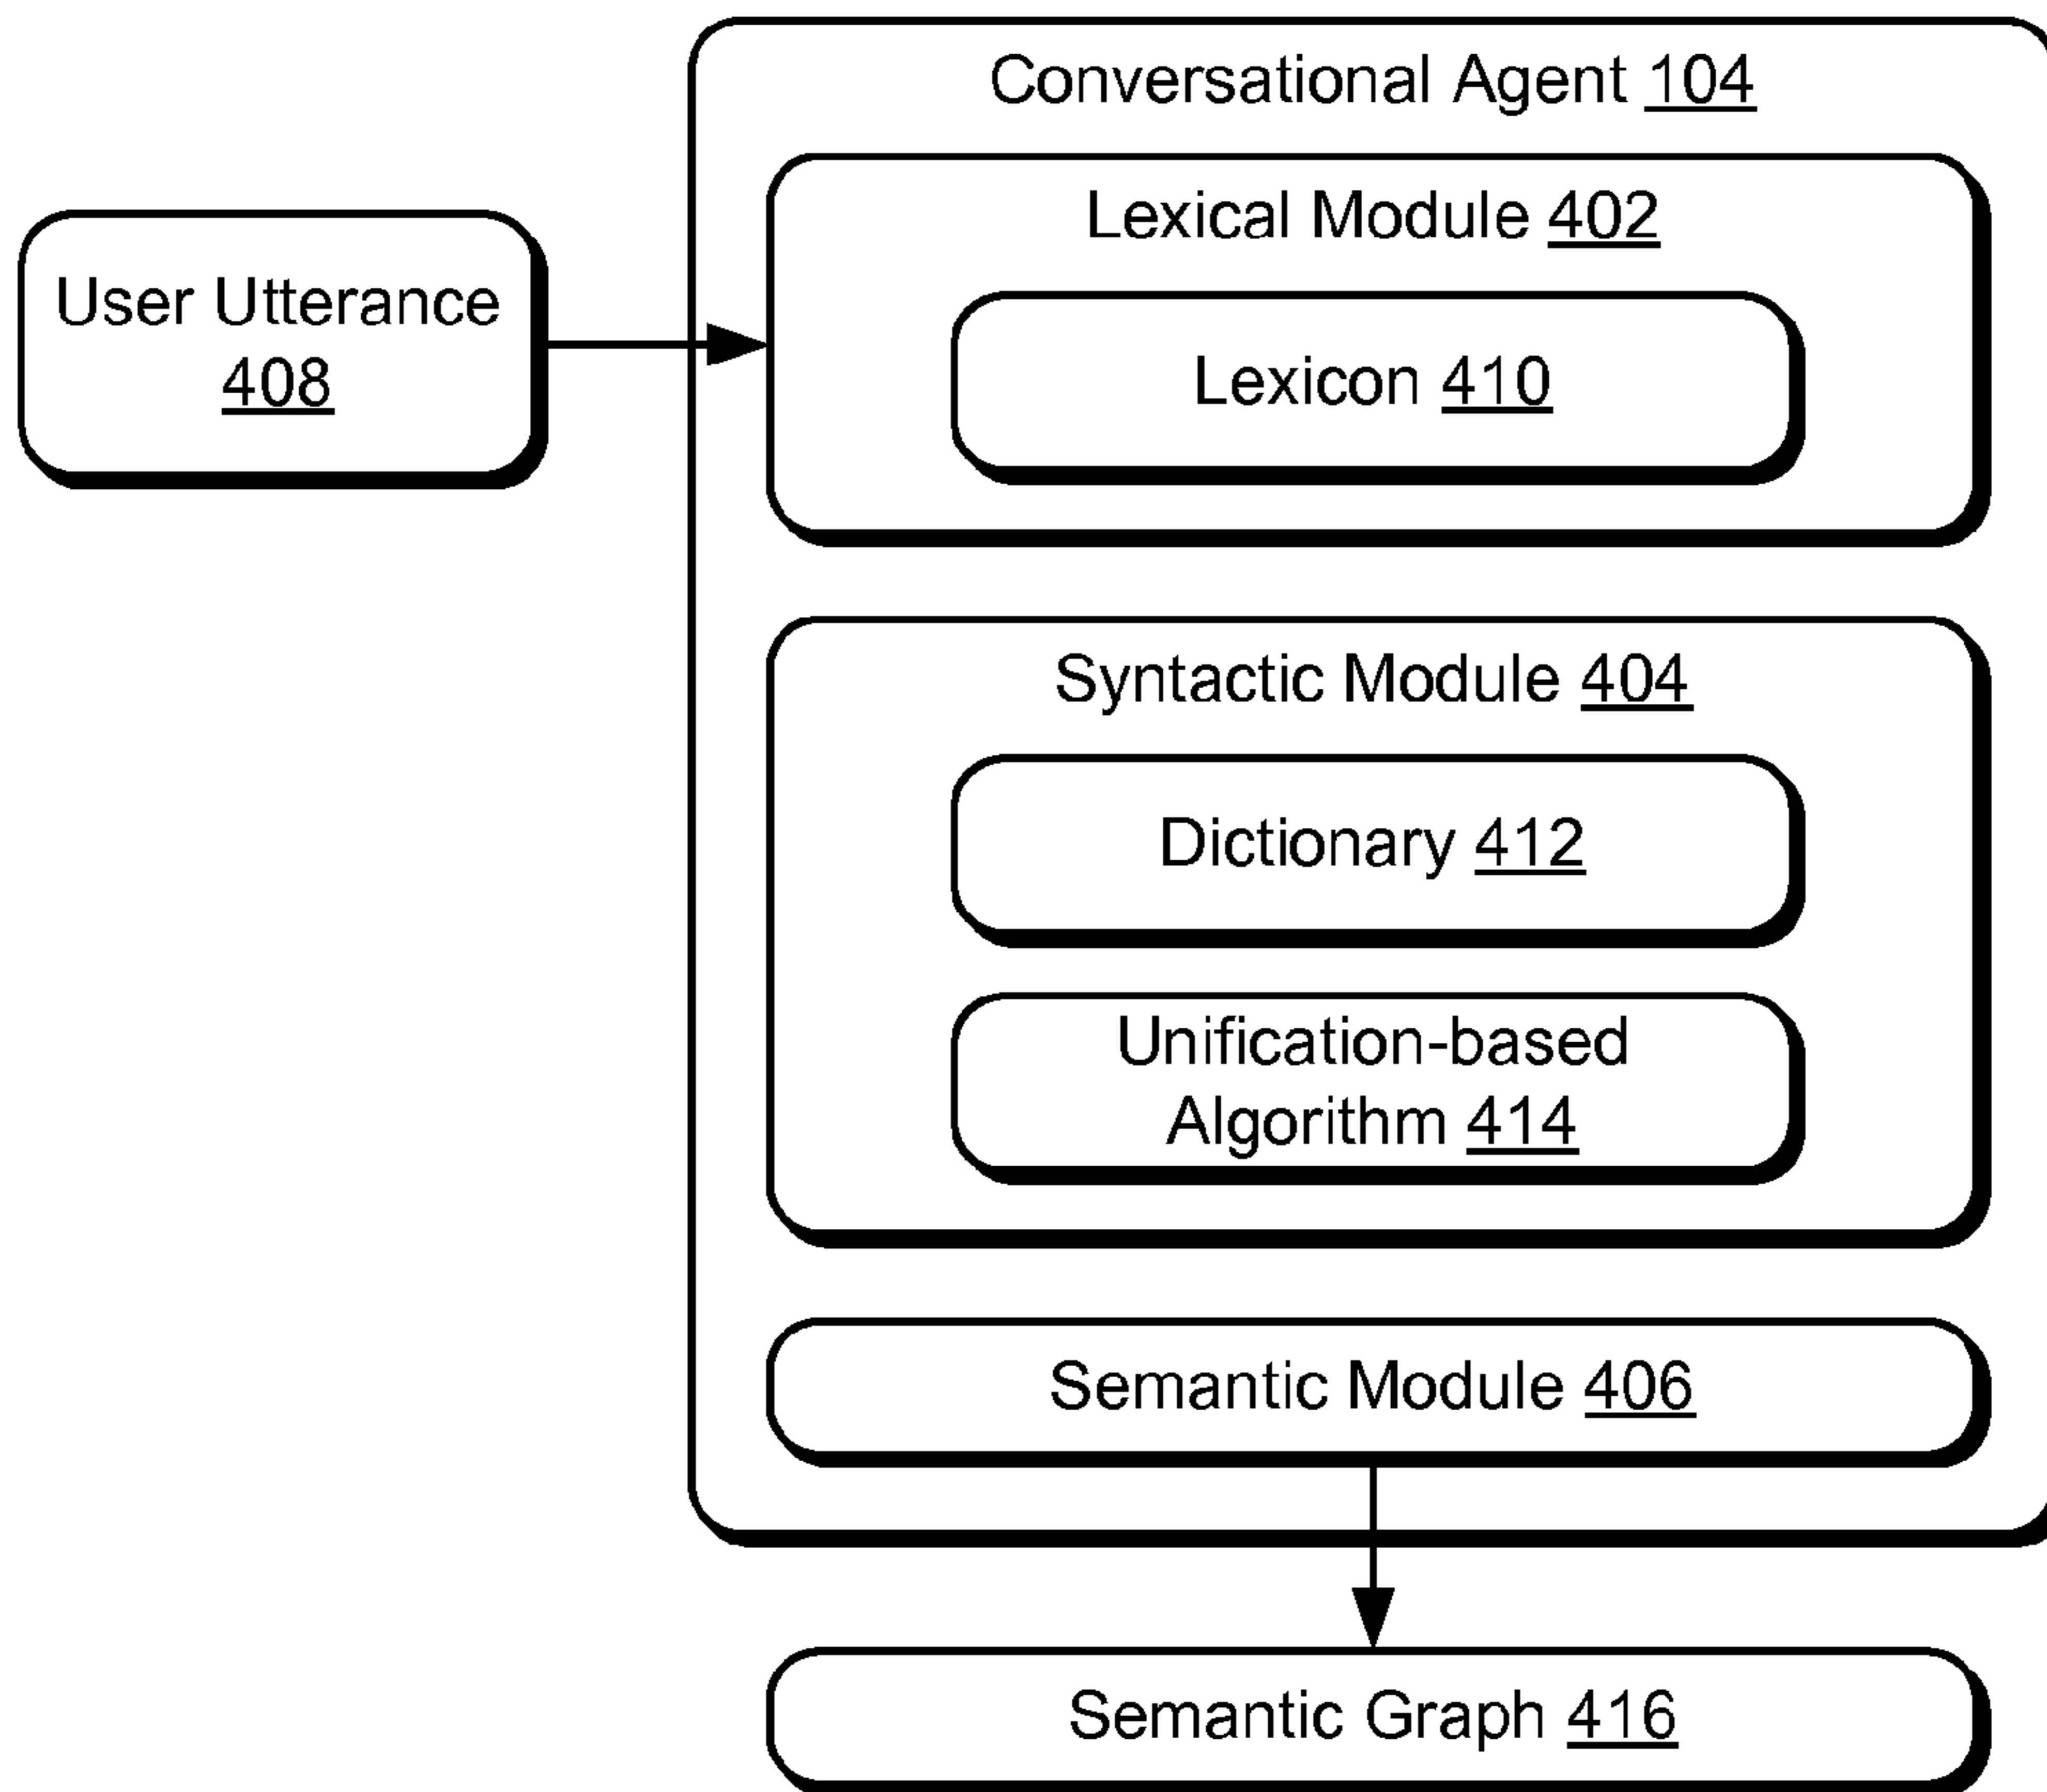 Conversational Agent 104
Lexical Module 402
User Utterance
408
Lexicon 410
Syntactic Module 404
Dictionary 412
Unification-based
Algorithm 414
Semantic Module 406
Semantic Graph 416